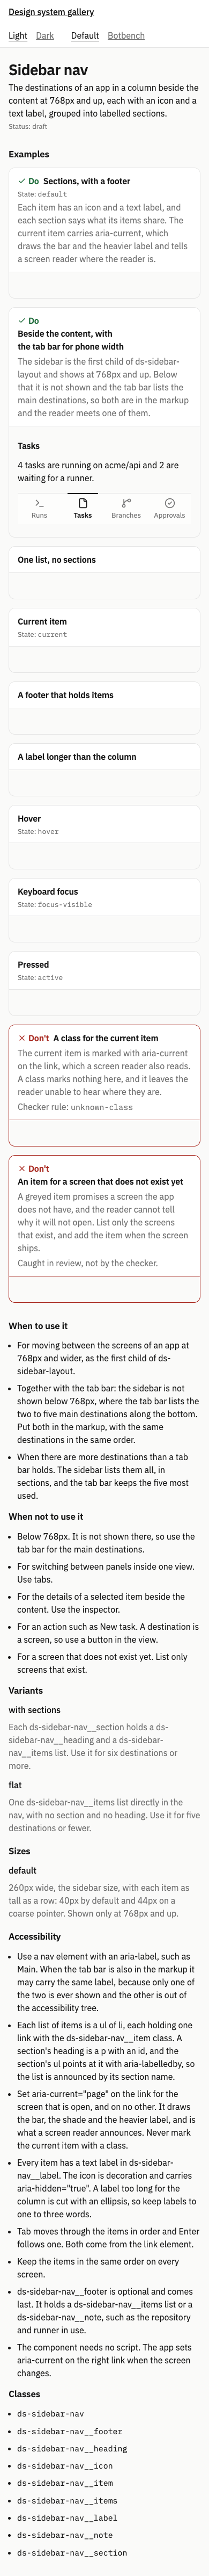 Design system gallery
Light Dark Default Botbench
Sidebar nav
The destinations of an app in a column beside
the content at 768px and up, each with an icon and a
text label, grouped into labelled sections.
Status: draft
Examples
Do Sections, with a footer
State: default
Each item has an icon and a text label, and
each section says what its items share. The
current item carries aria-current, which
draws the bar and the heavier label and tells
a screen reader where the reader is.
Do
Beside the content, with
the tab bar for phone width
The sidebar is the first child of ds-sidebar-
layout, and shows at 768px and up. Below
that it is not shown and the tab bar lists the
main destinations, so both are in the markup
and the reader meets one of them.
Tasks
4 tasks are running on acme/api and 2 are
waiting for a runner.
Runs Tasks Branches Approvals
One list, no sections
Current item
State: current
A footer that holds items
A label longer than the column
Hover
State: hover
Keyboard focus
State: focus-visible
Pressed
State: active
Don't A class for the current item
The current item is marked with aria-current
on the link, which a screen reader also reads.
A class marks nothing here, and it leaves the
reader unable to hear where they are.
Checker rule: unknown-class
Don't
An item for a screen that does not exist yet
A greyed item promises a screen the app
does not have, and the reader cannot tell
why it will not open. List only the screens
that exist, and add the item when the screen
ships.
Caught in review, not by the checker.
When to use it
• For moving between the screens of an app at
768px and wider, as the first child of ds-
sidebar-layout.
• Together with the tab bar: the sidebar is not
shown below 768px, where the tab bar lists the
two to five main destinations along the bottom.
Put both in the markup, with the same
destinations in the same order.
• When there are more destinations than a tab
bar holds. The sidebar lists them all, in
sections, and the tab bar keeps the five most
used.
When not to use it
• Below 768px. It is not shown there, so use the
tab bar for the main destinations.
• For switching between panels inside one view.
Use tabs.
• For the details of a selected item beside the
content. Use the inspector.
• For an action such as New task. A destination is
a screen, so use a button in the view.
• For a screen that does not exist yet. List only
screens that exist.
Variants
with sections
Each ds-sidebar-nav__section holds a ds-
sidebar-nav__heading and a ds-sidebar-
nav__items list. Use it for six destinations or
more.
flat
One ds-sidebar-nav__items list directly in the
nav, with no section and no heading. Use it for five
destinations or fewer.
Sizes
default
260px wide, the sidebar size, with each item as
tall as a row: 40px by default and 44px on a
coarse pointer. Shown only at 768px and up.
Accessibility
• Use a nav element with an aria-label, such as
Main. When the tab bar is also in the markup it
may carry the same label, because only one of
the two is ever shown and the other is out of
the accessibility tree.
• Each list of items is a ul of li, each holding one
link with the ds-sidebar-nav__item class. A
section's heading is a p with an id, and the
section's ul points at it with aria-labelledby, so
the list is announced by its section name.
• Set aria-current="page" on the link for the
screen that is open, and on no other. It draws
the bar, the shade and the heavier label, and is
what a screen reader announces. Never mark
the current item with a class.
• Every item has a text label in ds-sidebar-
nav__label. The icon is decoration and carries
aria-hidden="true". A label too long for the
column is cut with an ellipsis, so keep labels to
one to three words.
• Tab moves through the items in order and Enter
follows one. Both come from the link element.
• Keep the items in the same order on every
screen.
• ds-sidebar-nav__footer is optional and comes
last. It holds a ds-sidebar-nav__items list or a
ds-sidebar-nav__note, such as the repository
and runner in use.
• The component needs no script. The app sets
aria-current on the right link when the screen
changes.
Classes
• ds-sidebar-nav
• ds-sidebar-nav__footer
• ds-sidebar-nav__heading
• ds-sidebar-nav__icon
• ds-sidebar-nav__item
• ds-sidebar-nav__items
• ds-sidebar-nav__label
• ds-sidebar-nav__note
• ds-sidebar-nav__section